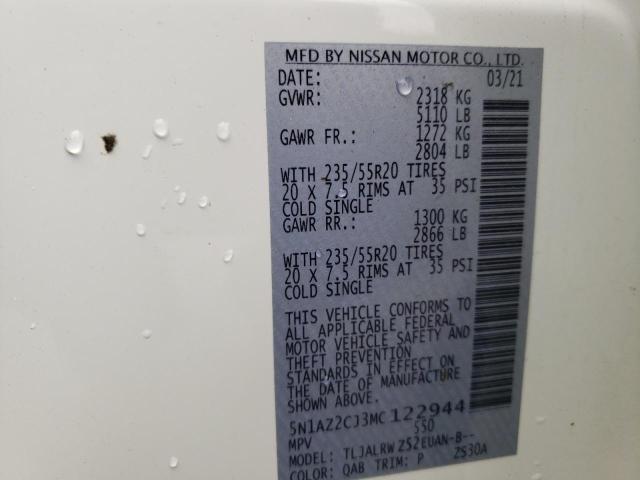 MFD BY NISSAN MOTOR CO., LTD.
DATE: 03/21
GVWR: 2318 KG
5110 LB
GAWR FR.: 1272 KG
2804 LB
WITH 235/55R20 TIRES
20 X 7.5 RIMS AT 35 PSI
COLD SINGLE
GAWR RR.: 1300 KG
2866 LB
WITH 235/55R20 TIRES
20 X 7.5 RIMS AT 35 PSI
COLD SINGLE
THIS VEHICLE CONFORMS TO
ALL APPLICABLE FEDERAL
MOTOR VEHICLE SAFETY AND
THEFT PREVENTION
STANDARDS IN EFFECT ON
THE DATE OF MANUFACTURE
SHOWN ABOVE.
5N1AZ2CJ3MC122944
MPV 550
MODEL: TLJALRWZ52EUAN-B--
COLOR: QAB TRIM: P ZS30A